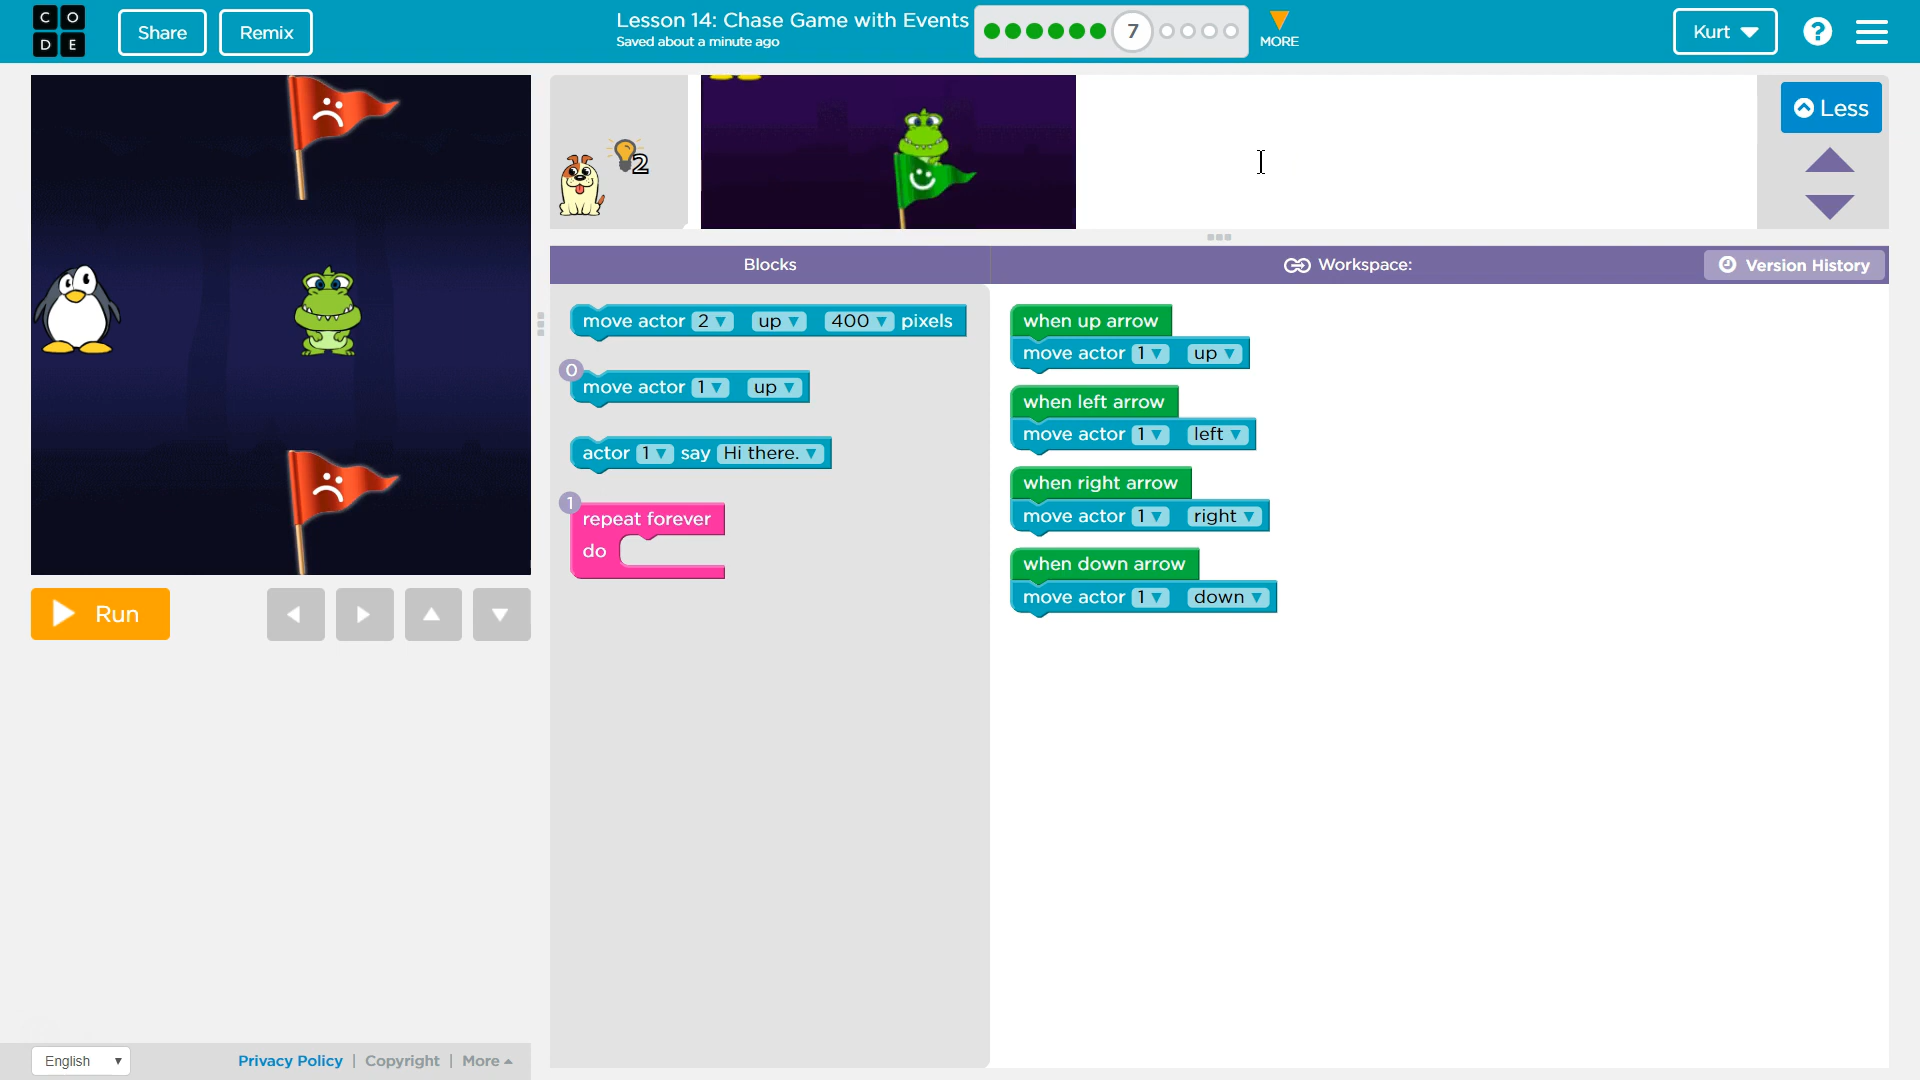 C O
D E
Share
Remix
Lesson 14: Chase Game with Events
Saved about a minute ago
7
MORE
Kurt
?
2
Less
Blocks
Workspace:
Version History
move actor 2 up 400 pixels
0
move actor 1 up
actor 1 say Hi there.
1
repeat forever
do
when up arrow
move actor 1 up
when left arrow
move actor 1 left
when right arrow
move actor 1 right
when down arrow
move actor 1 down
Run
English
Privacy Policy | Copyright | More